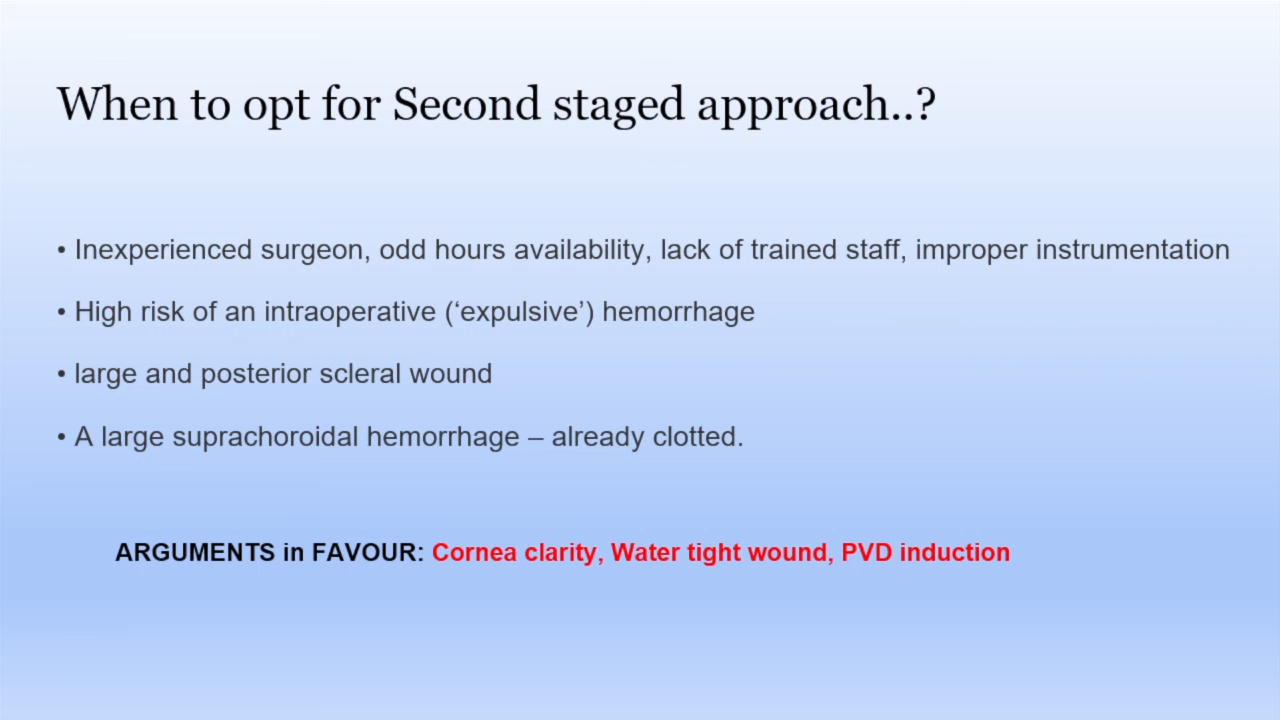 When to opt for Second staged approach..?
• Inexperienced surgeon, odd hours availability, lack of trained staff, improper instrumentation
• High risk of an intraoperative (‘expulsive’) hemorrhage
• large and posterior scleral wound
• A large suprachoroidal hemorrhage – already clotted.
ARGUMENTS in FAVOUR: Cornea clarity, Water tight wound, PVD induction